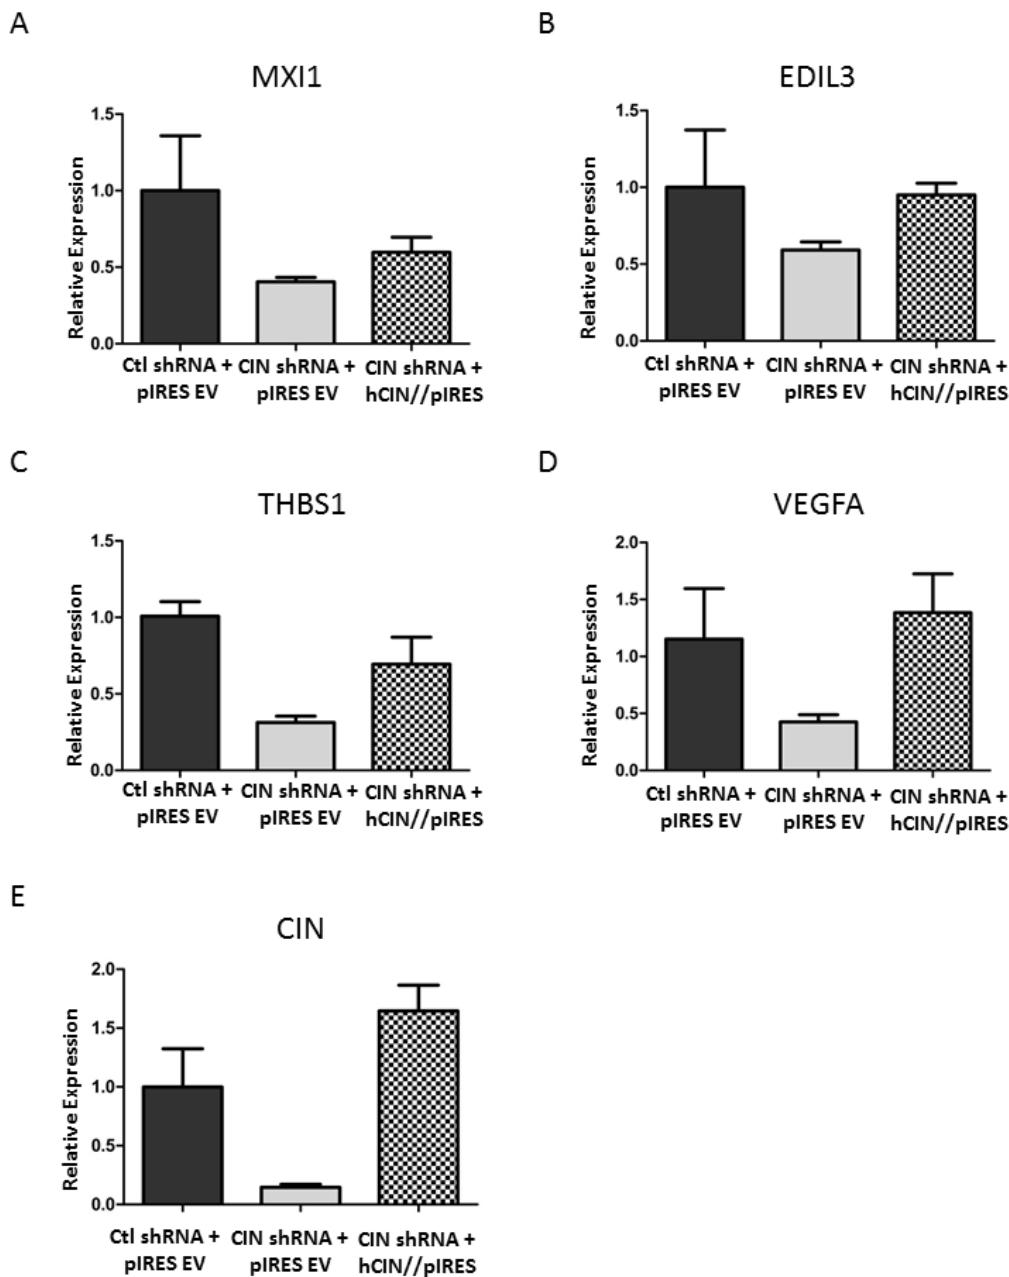 A
MXI1
Relative Expression
1.5
1.0
0.5
0.0
Ctl shRNA +
pIRES EV
CIN shRNA +
pIRES EV
CIN shRNA +
hCIN//pIRES
B
EDIL3
Relative Expression
1.5
1.0
0.5
0.0
Ctl shRNA +
pIRES EV
CIN shRNA +
pIRES EV
CIN shRNA +
hCIN//pIRES
C
THBS1
Relative Expression
1.5
1.0
0.5
0.0
Ctl shRNA +
pIRES EV
CIN shRNA +
pIRES EV
CIN shRNA +
hCIN//pIRES
D
VEGFA
Relative Expression
2.0
1.5
1.0
0.5
0.0
Ctl shRNA +
pIRES EV
CIN shRNA +
pIRES EV
CIN shRNA +
hCIN//pIRES
E
CIN
Relative Expression
2.0
1.5
1.0
0.5
0.0
Ctl shRNA +
pIRES EV
CIN shRNA +
pIRES EV
CIN shRNA +
hCIN//pIRES